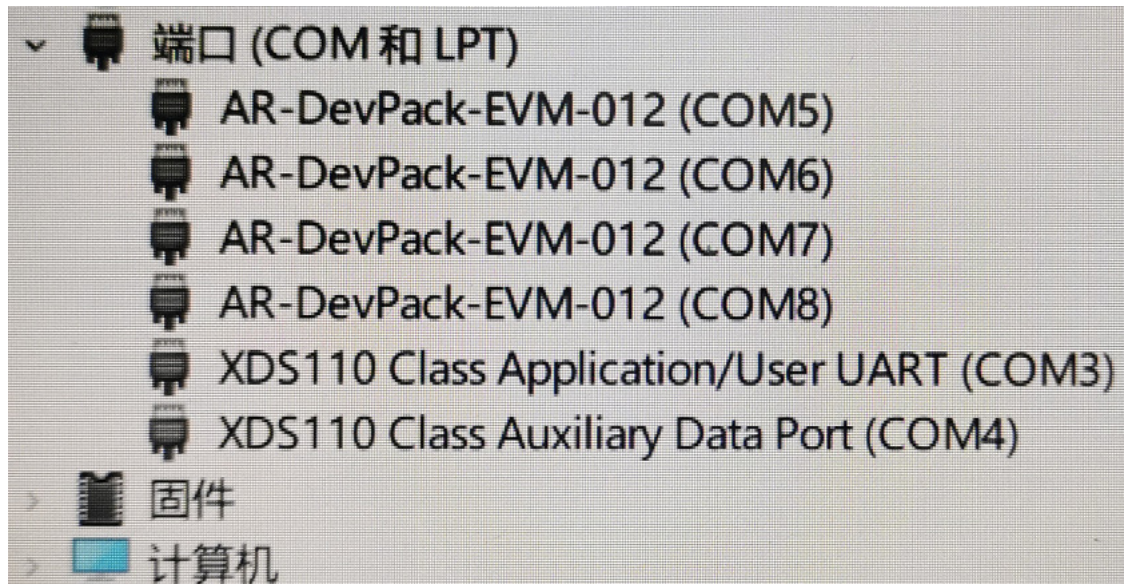 端口 (COM 和 LPT)
AR-DevPack-EVM-012 (COM5)
AR-DevPack-EVM-012 (COM6)
AR-DevPack-EVM-012 (COM7)
AR-DevPack-EVM-012 (COM8)
XDS110 Class Application/User UART (COM3)
XDS110 Class Auxiliary Data Port (COM4)
固件
计算机